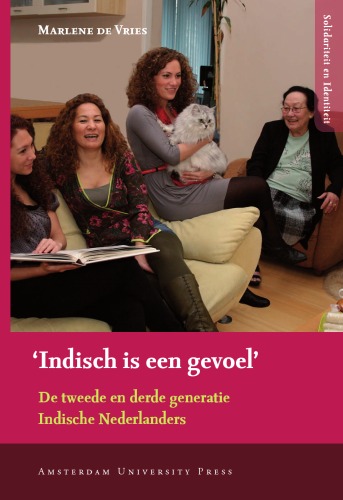 Marlene de Vries
Solidariteit en Identiteit
‘Indisch is een gevoel’
De tweede en derde generatie
Indische Nederlanders
Amsterdam University Press